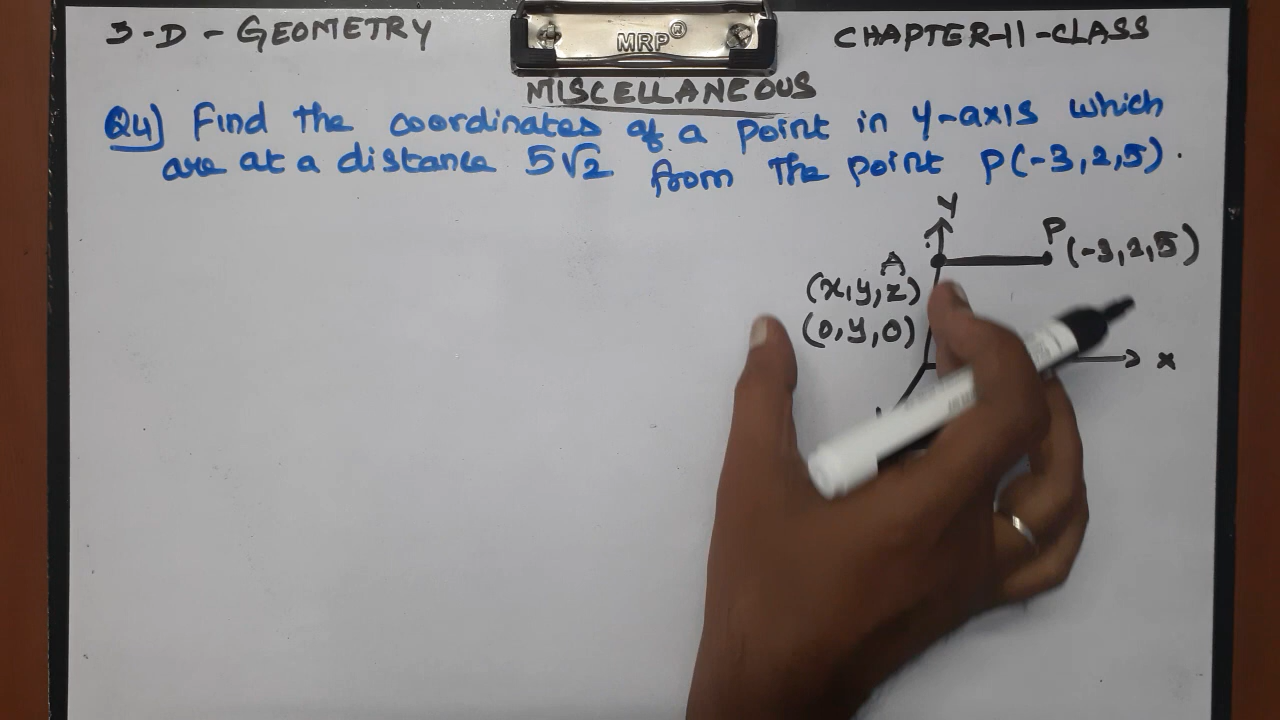 3-D - GEOMETRY
MRP®
CHAPTER-11-CLASS
MISCELLANEOUS
Q4) Find the coordinates of a point in y-axis which
are at a distance 5√2 from the point P(-3,2,5).
Y
P
(-3,2,5)
A
(x,y,z)
(0,y,0)
x